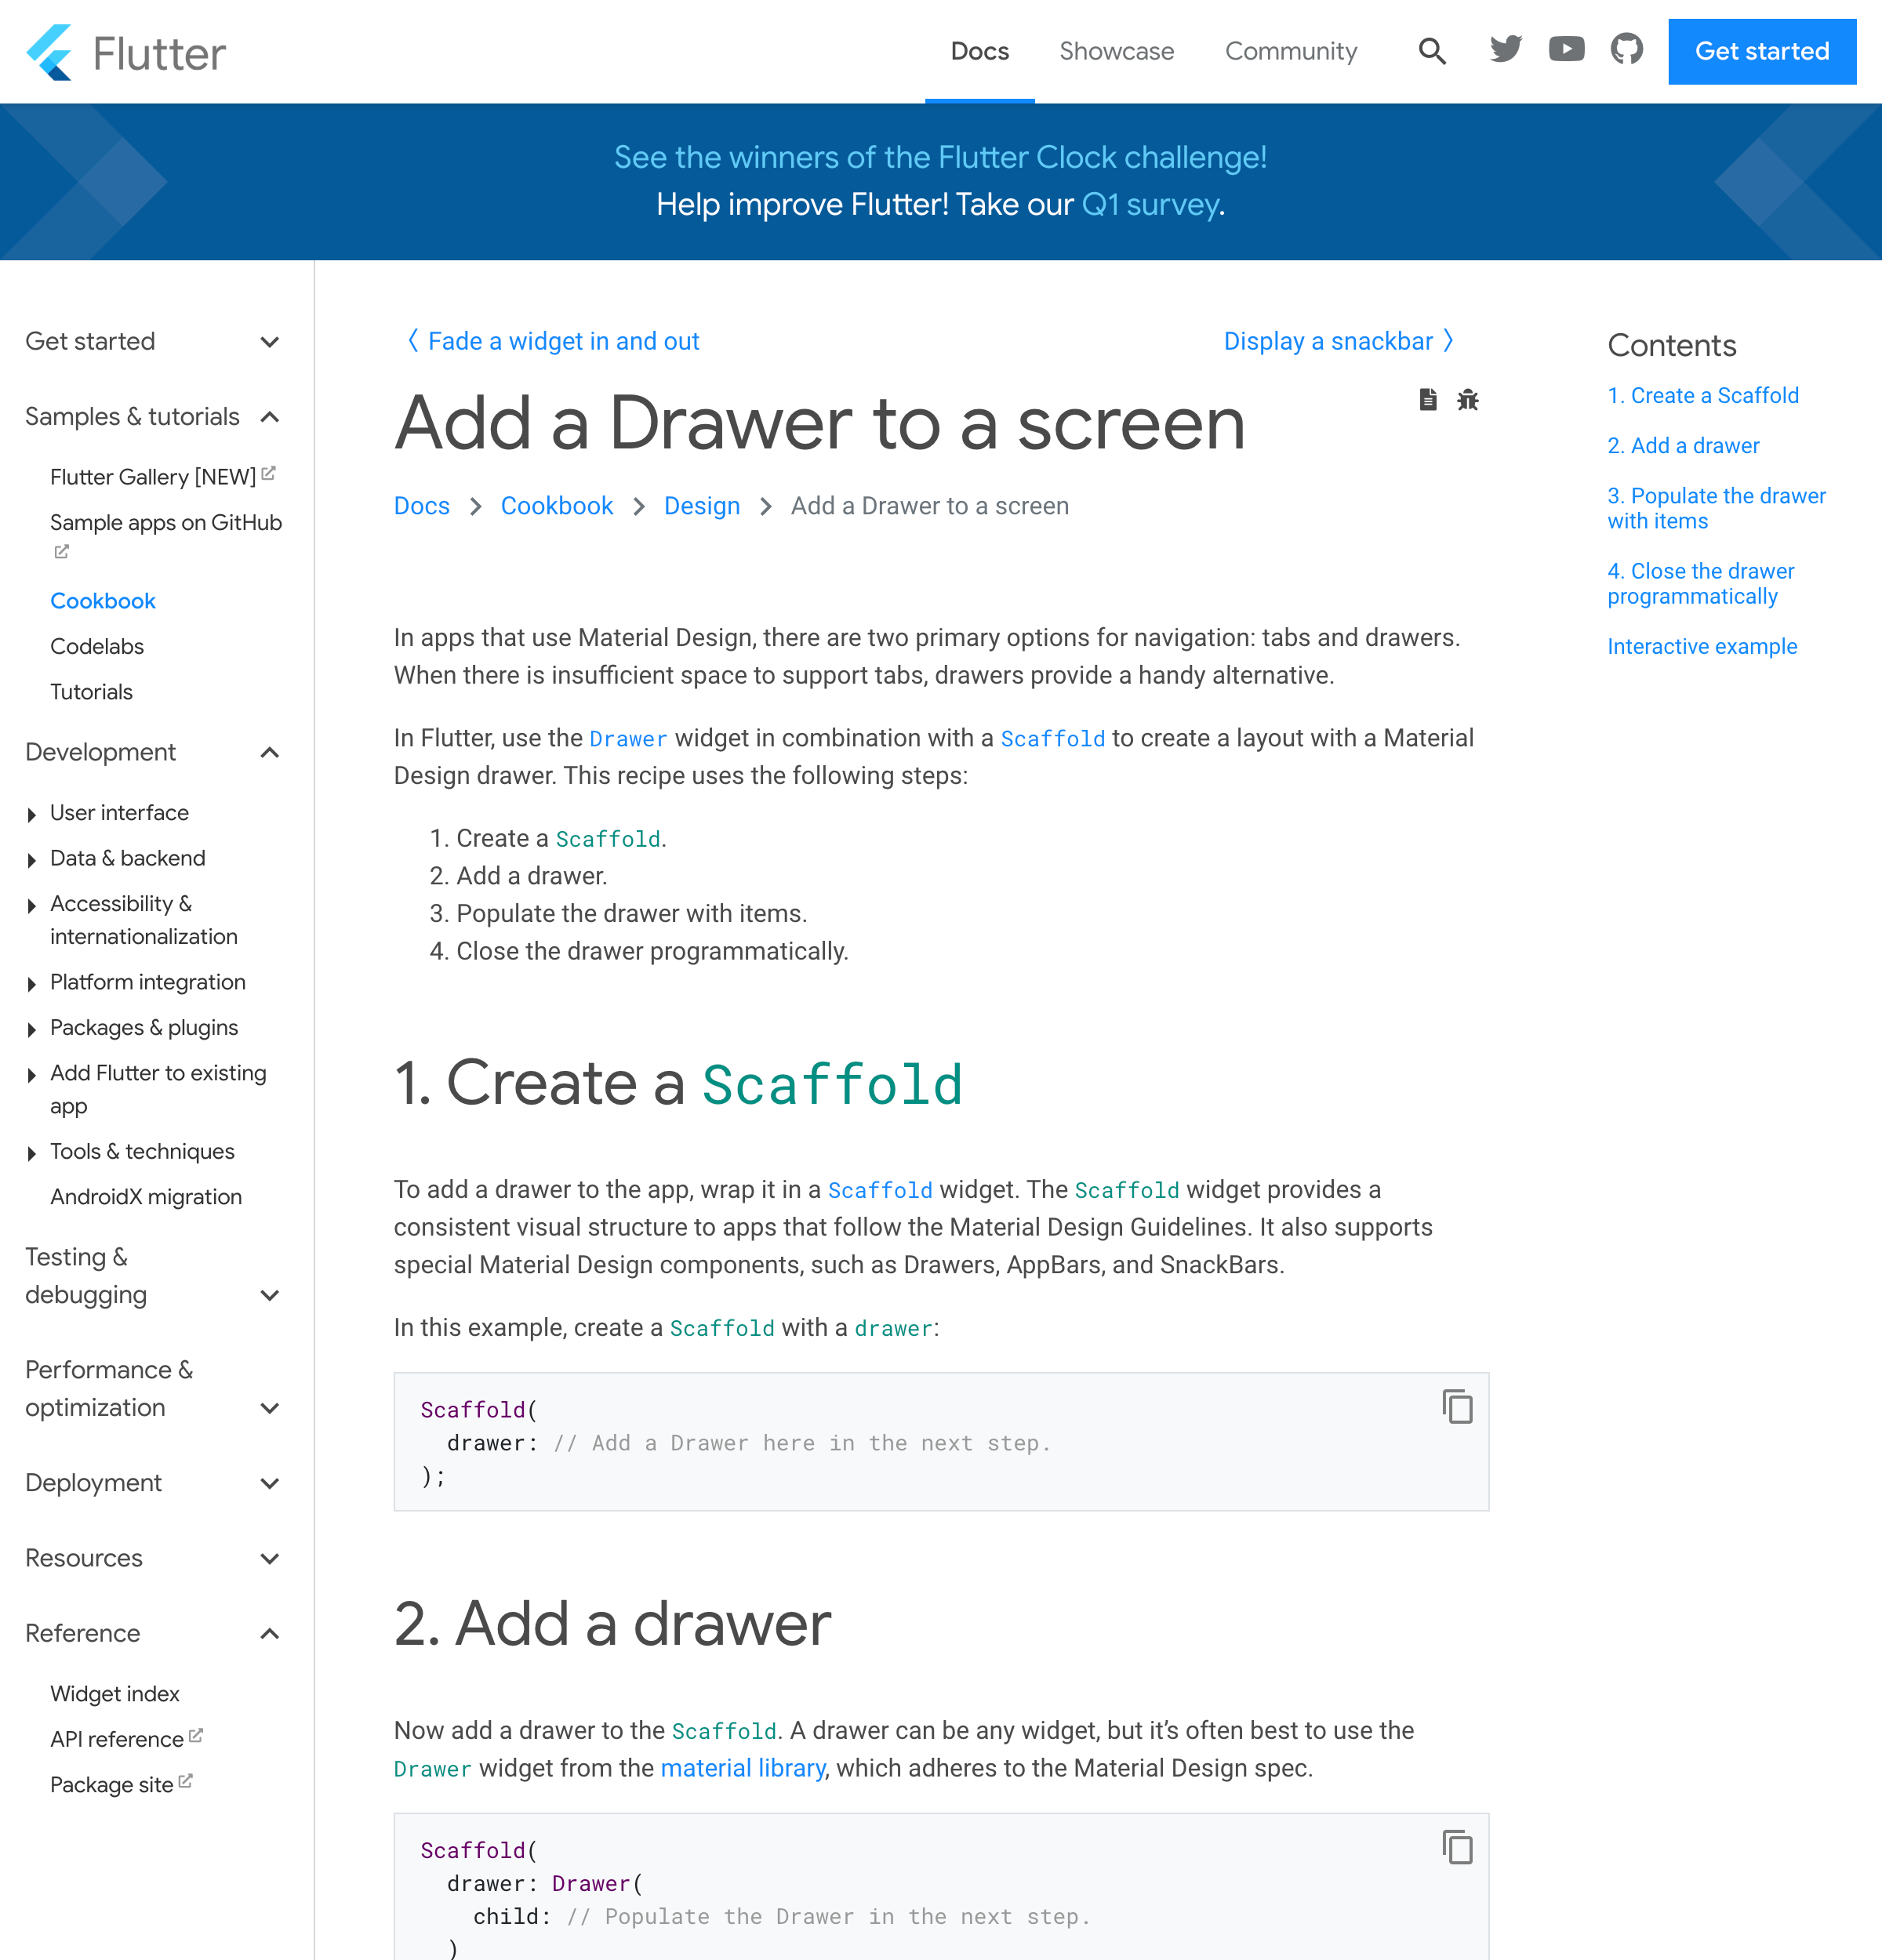 Flutter
Docs
Showcase
Community
Get started
See the winners of the Flutter Clock challenge!
Help improve Flutter! Take our Q1 survey.
Get started
Samples & tutorials
Flutter Gallery [NEW]
Sample apps on GitHub
Cookbook
Codelabs
Tutorials
Development
User interface
Data & backend
Accessibility &
internationalization
Platform integration
Packages & plugins
Add Flutter to existing
app
Tools & techniques
AndroidX migration
Testing &
debugging
Performance &
optimization
Deployment
Resources
Reference
Widget index
API reference
Package site
〈 Fade a widget in and out
Display a snackbar 〉
Add a Drawer to a screen
Docs > Cookbook > Design > Add a Drawer to a screen
In apps that use Material Design, there are two primary options for navigation: tabs and drawers.
When there is insufficient space to support tabs, drawers provide a handy alternative.
In Flutter, use the Drawer widget in combination with a Scaffold to create a layout with a Material
Design drawer. This recipe uses the following steps:
1. Create a Scaffold.
2. Add a drawer.
3. Populate the drawer with items.
4. Close the drawer programmatically.
1. Create a Scaffold
To add a drawer to the app, wrap it in a Scaffold widget. The Scaffold widget provides a
consistent visual structure to apps that follow the Material Design Guidelines. It also supports
special Material Design components, such as Drawers, AppBars, and SnackBars.
In this example, create a Scaffold with a drawer:
Scaffold(
  drawer: // Add a Drawer here in the next step.
);
2. Add a drawer
Now add a drawer to the Scaffold. A drawer can be any widget, but it’s often best to use the
Drawer widget from the material library, which adheres to the Material Design spec.
Scaffold(
  drawer: Drawer(
    child: // Populate the Drawer in the next step.
  )
Contents
1. Create a Scaffold
2. Add a drawer
3. Populate the drawer
with items
4. Close the drawer
programmatically
Interactive example